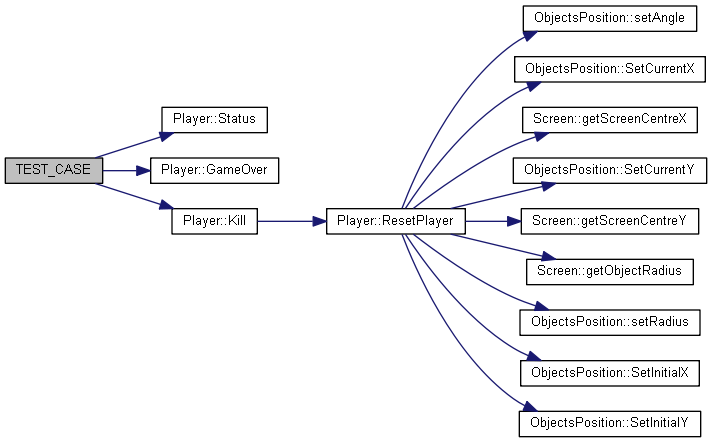 ObjectsPosition::setAngle
ObjectsPosition::SetCurrentX
Player::Status
Screen::getScreenCentreX
TEST_CASE
Player::GameOver
ObjectsPosition::SetCurrentY
Player::Kill
Player::ResetPlayer
Screen::getScreenCentreY
Screen::getObjectRadius
ObjectsPosition::setRadius
ObjectsPosition::SetInitialX
ObjectsPosition::SetInitialY